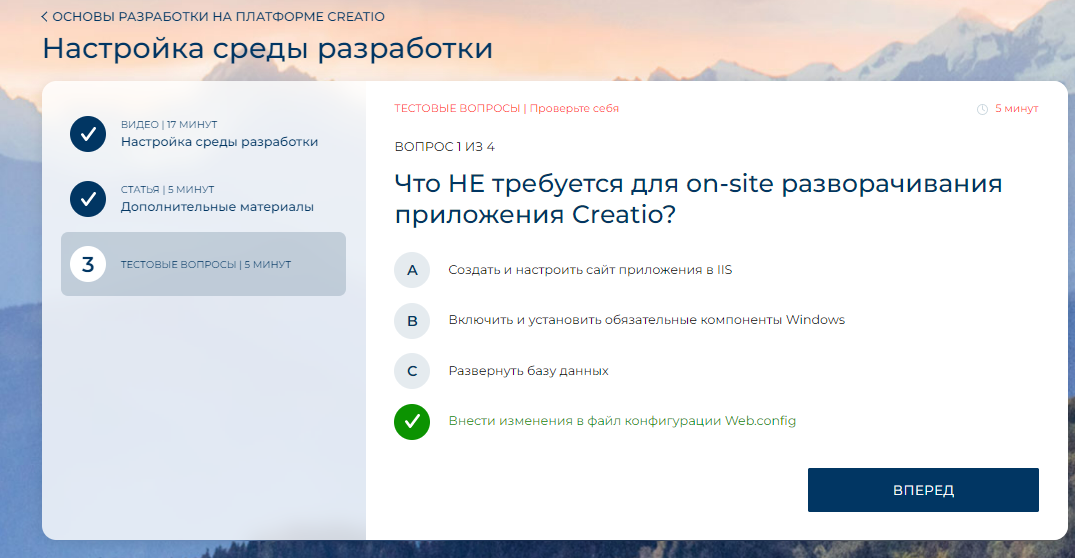 ОСНОВЫ РАЗРАБОТКИ НА ПЛАТФОРМЕ CREATIO
Настройка среды разработки
ВИДЕО | 17 МИНУТ
Настройка среды разработки
СТАТЬЯ | 5 МИНУТ
Дополнительные материалы
3
ТЕСТОВЫЕ ВОПРОСЫ | 5 МИНУТ
ТЕСТОВЫЕ ВОПРОСЫ | Проверьте себя
5 минут
ВОПРОС 1 ИЗ 4
Что НЕ требуется для on-site разворачивания
приложения Creatio?
A Создать и настроить сайт приложения в IIS
B Включить и установить обязательные компоненты Windows
C Развернуть базу данных
Внести изменения в файл конфигурации Web.config
ВПЕРЕД